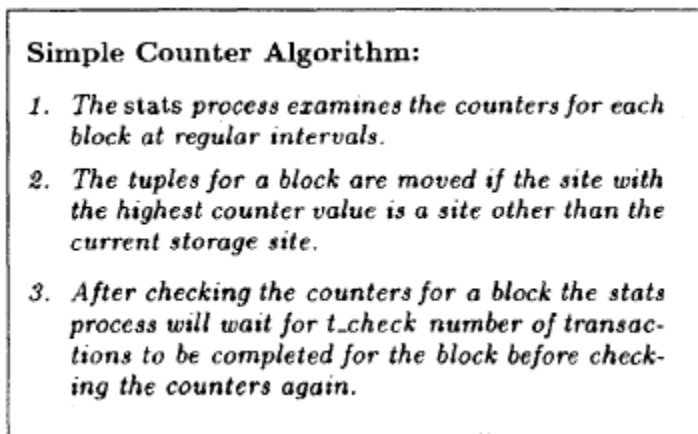 Simple Counter Algorithm:
1. The stats process examines the counters for each
block at regular intervals.
2. The tuples for a block are moved if the site with
the highest counter value is a site other than the
current storage site.
3. After checking the counters for a block the stats
process will wait for t_check number of transac-
tions to be completed for the block before check-
ing the counters again.